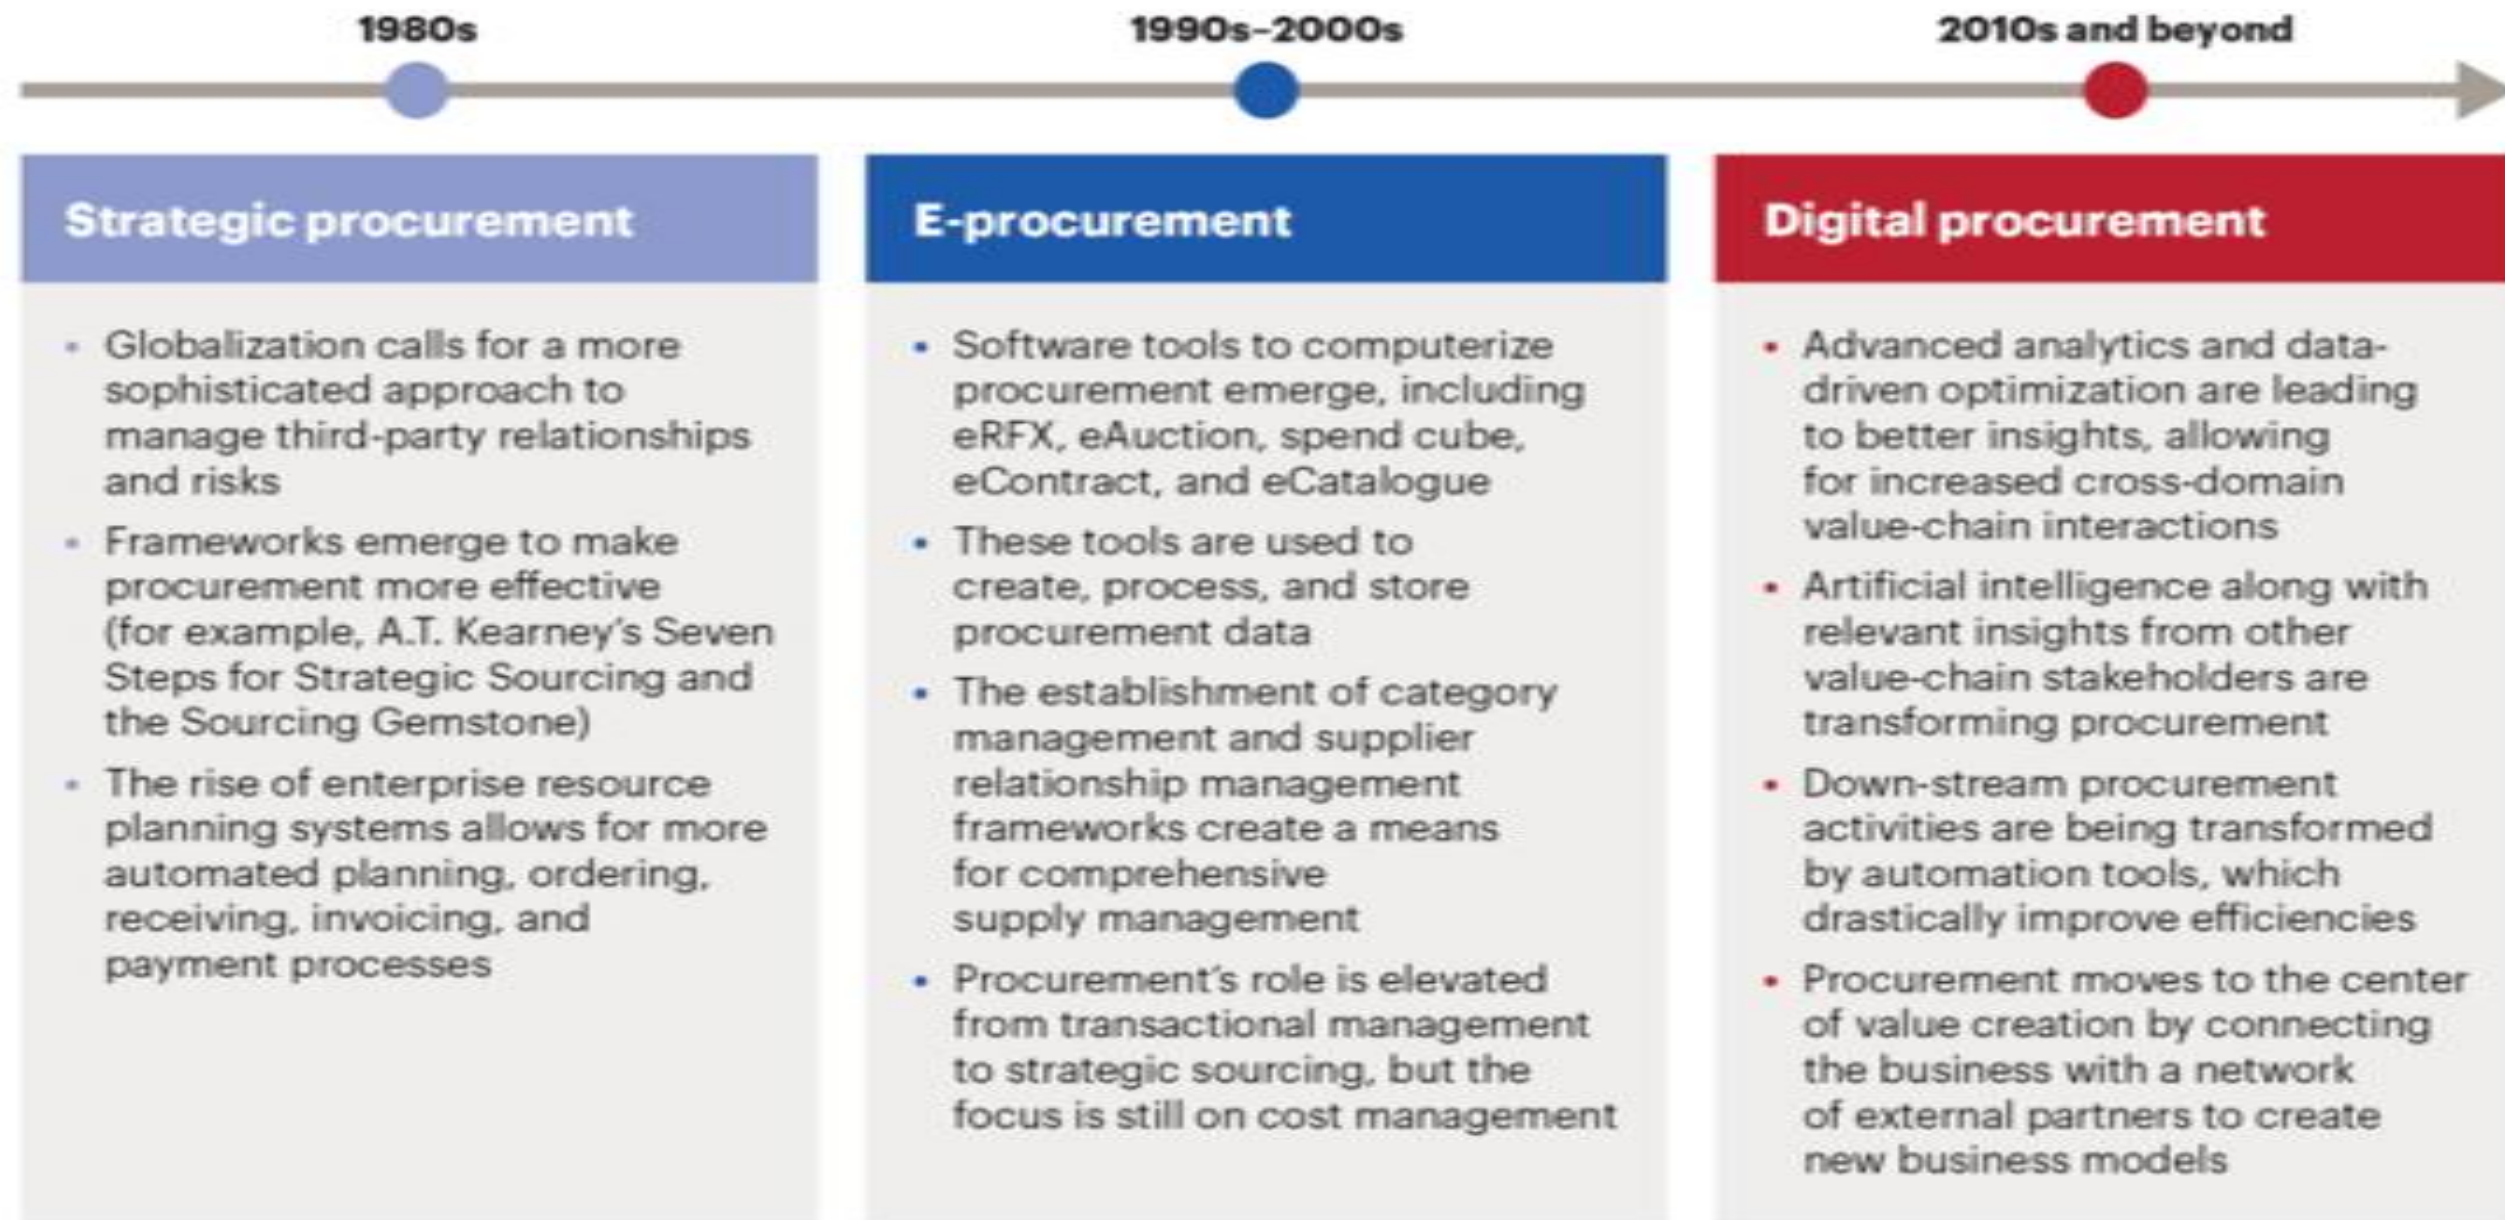 1980s
1990s–2000s
2010s and beyond
Strategic procurement
• Globalization calls for a more
sophisticated approach to
manage third-party relationships
and risks
• Frameworks emerge to make
procurement more effective
(for example, A.T. Kearney's Seven
Steps for Strategic Sourcing and
the Sourcing Gemstone)
• The rise of enterprise resource
planning systems allows for more
automated planning, ordering,
receiving, invoicing, and
payment processes
E-procurement
• Software tools to computerize
procurement emerge, including
eRFX, eAuction, spend cube,
eContract, and eCatalogue
• These tools are used to
create, process, and store
procurement data
• The establishment of category
management and supplier
relationship management
frameworks create a means
for comprehensive
supply management
• Procurement's role is elevated
from transactional management
to strategic sourcing, but the
focus is still on cost management
Digital procurement
• Advanced analytics and data-
driven optimization are leading
to better insights, allowing
for increased cross-domain
value-chain interactions
• Artificial intelligence along with
relevant insights from other
value-chain stakeholders are
transforming procurement
• Down-stream procurement
activities are being transformed
by automation tools, which
drastically improve efficiencies
• Procurement moves to the center
of value creation by connecting
the business with a network
of external partners to create
new business models